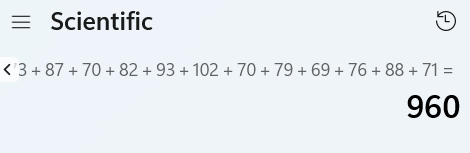 Scientific
3 + 87 + 70 + 82 + 93 + 102 + 70 + 79 + 69 + 76 + 88 + 71 =
960